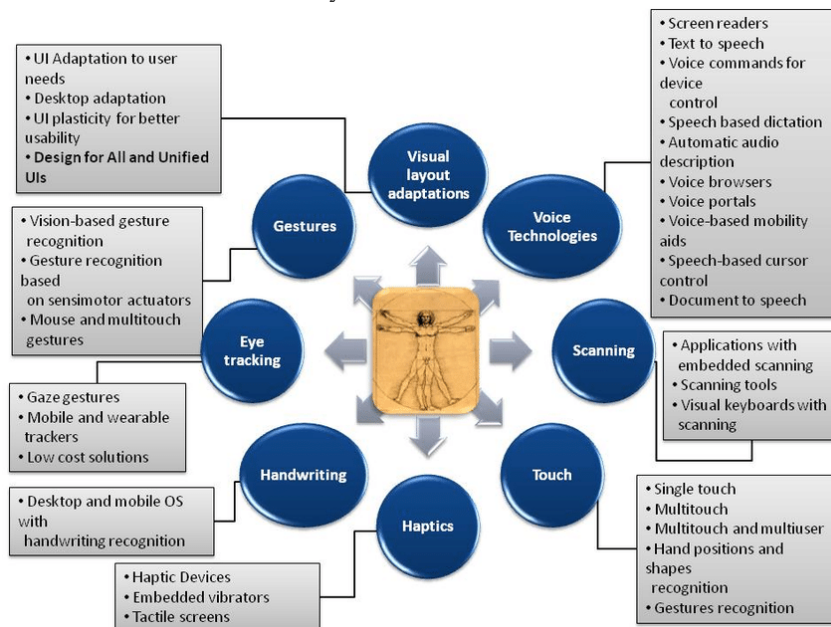 • UI Adaptation to user
needs
• Desktop adaptation
• UI plasticity for better
usability
• Design for All and Unified
UIs
Visual
layout
adaptations
• Screen readers
• Text to speech
• Voice commands for
device
control
• Speech based dictation
• Automatic audio
description
• Voice browsers
• Voice portals
• Voice-based mobility
aids
• Speech-based cursor
control
• Document to speech
Voice
Technologies
Gestures
• Vision-based gesture
recognition
• Gesture recognition
based
on sensimotor actuators
• Mouse and multitouch
gestures
Eye
tracking
Scanning
• Applications with
embedded scanning
• Scanning tools
• Visual keyboards with
scanning
• Gaze gestures
• Mobile and wearable
trackers
• Low cost solutions
Handwriting
Touch
• Desktop and mobile OS
with
handwriting recognition
Haptics
• Single touch
• Multitouch
• Multitouch and multiuser
• Hand positions and
shapes
recognition
• Gestures recognition
• Haptic Devices
• Embedded vibrators
• Tactile screens